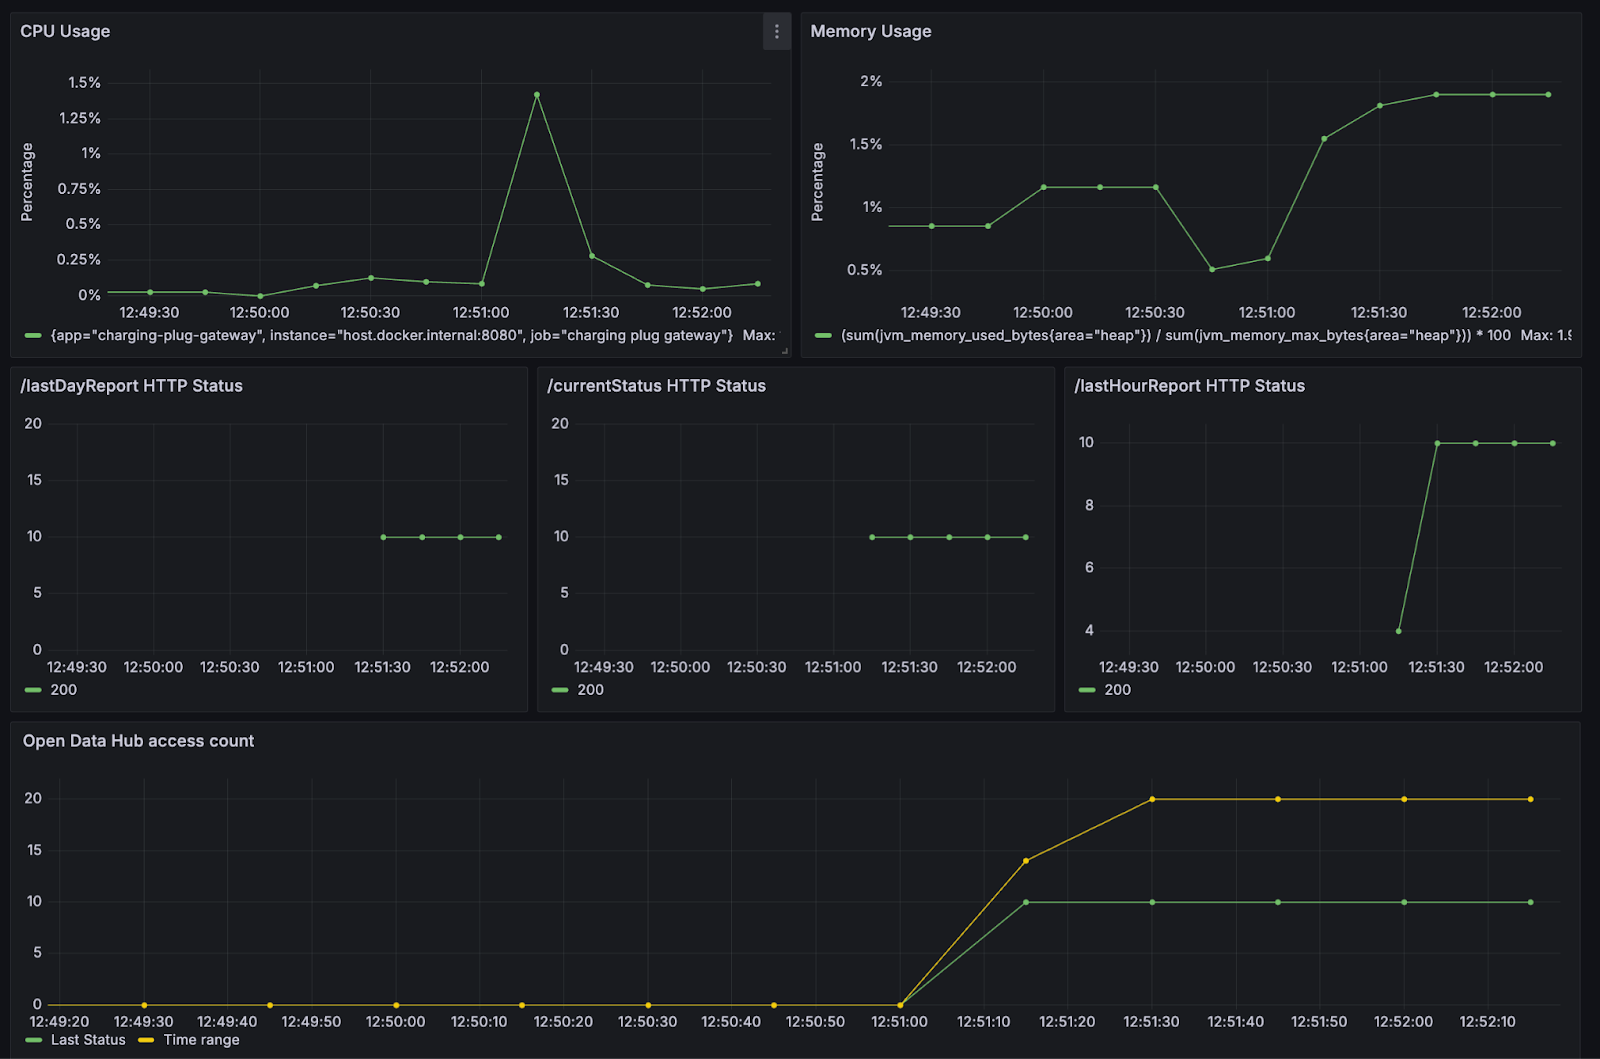 CPU Usage
Percentage
1.5%
1.25%
1%
0.75%
0.5%
0.25%
0%
12:49:30 12:50:00 12:50:30 12:51:00 12:51:30 12:52:00
{app="charging-plug-gateway", instance="host.docker.internal:8080", job="charging plug gateway"} Max:
Memory Usage
Percentage
2%
1.5%
1%
0.5%
12:49:30 12:50:00 12:50:30 12:51:00 12:51:30 12:52:00
(sum(jvm_memory_used_bytes{area="heap"}) / sum(jvm_memory_max_bytes{area="heap"})) * 100 Max:
/lastDayReport HTTP Status
20
15
10
5
0
12:49:30 12:50:00 12:50:30 12:51:00 12:51:30 12:52:00
200
/currentStatus HTTP Status
20
15
10
5
0
12:49:30 12:50:00 12:50:30 12:51:00 12:51:30 12:52:00
200
/lastHourReport HTTP Status
10
8
6
4
12:49:30 12:50:00 12:50:30 12:51:00 12:51:30 12:52:00
200
Open Data Hub access count
20
15
10
5
0
12:49:20 12:49:30 12:49:40 12:49:50 12:50:00 12:50:10 12:50:20 12:50:30 12:50:40 12:50:50 12:51:00 12:51:10 12:51:20 12:51:30 12:51:40 12:51:50 12:52:00 12:52:10
Last Status Time range